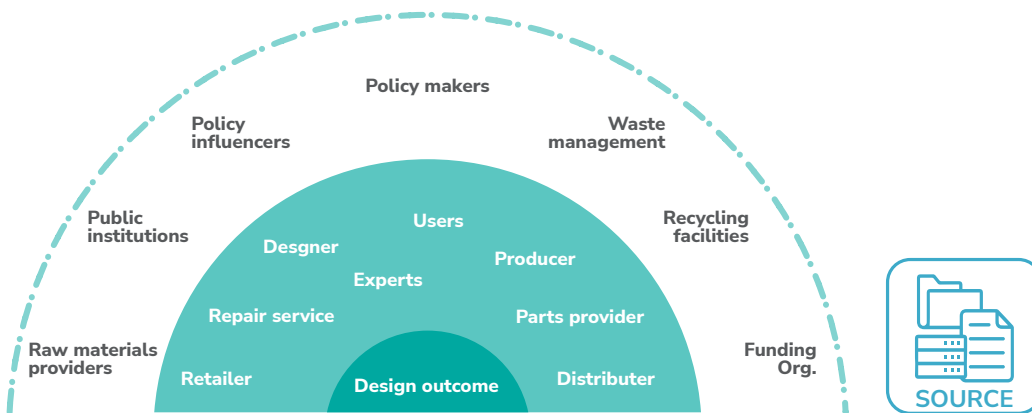 Policy makers
Policy
influencers
Waste
management
Public
institutions
Users
Recycling
facilities
Desgner
Producer
Experts
Repair service
Parts provider
Raw materials
providers
Funding
Org.
Retailer
Design outcome
Distributer
SOURCE